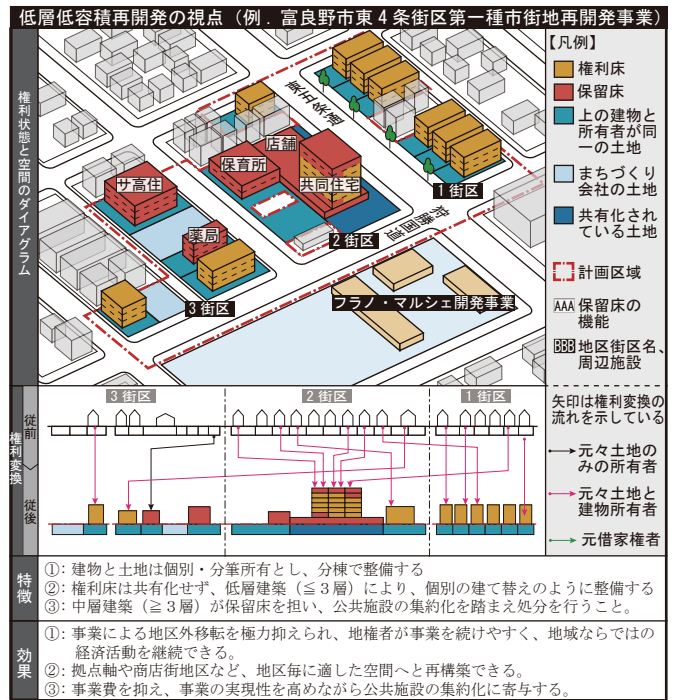 低層低容積再開発の視点（例．富良野市東４条街区第一種市街地再開発事業）
権利状態と空間のダイアグラム
東五条通
店舗
保育所
共同住宅
サ高住
薬局
1 街区
2 街区
3 街区
フラノ・マルシェ開発事業
【凡例】
権利床
保留床
上の建物と
所有者が同
一の土地
まちづくり
会社の土地
共有化され
ている土地
計画区域
AAA 保留床の
機能
BBB 地区街区名、
周辺施設
権利変換
従前
従後
3 街区
2 街区
1 街区
矢印は権利変換の
流れを示している
元々土地の
みの所有者
元々土地と
建物所有者
元借家権者
特徴
①：建物と土地は個別・分筆所有とし、分棟で整備する
②：権利床は共有化せず、低層建築（≦３層）により、個別の建て替えのように整備する
③：中層建築（≧３層）が保留床を担い、公共施設の集約化を踏まえ処分を行うこと。
効果
①：事業による地区外移転を極力抑えられ、地権者が事業を続けやすく、地域ならではの
経済活動を継続できる。
②：拠点軸や商店街地区など、地区毎に適した空間へと再構築できる。
③：事業費を抑え、事業の実現性を高めながら公共施設の集約化に寄与する。